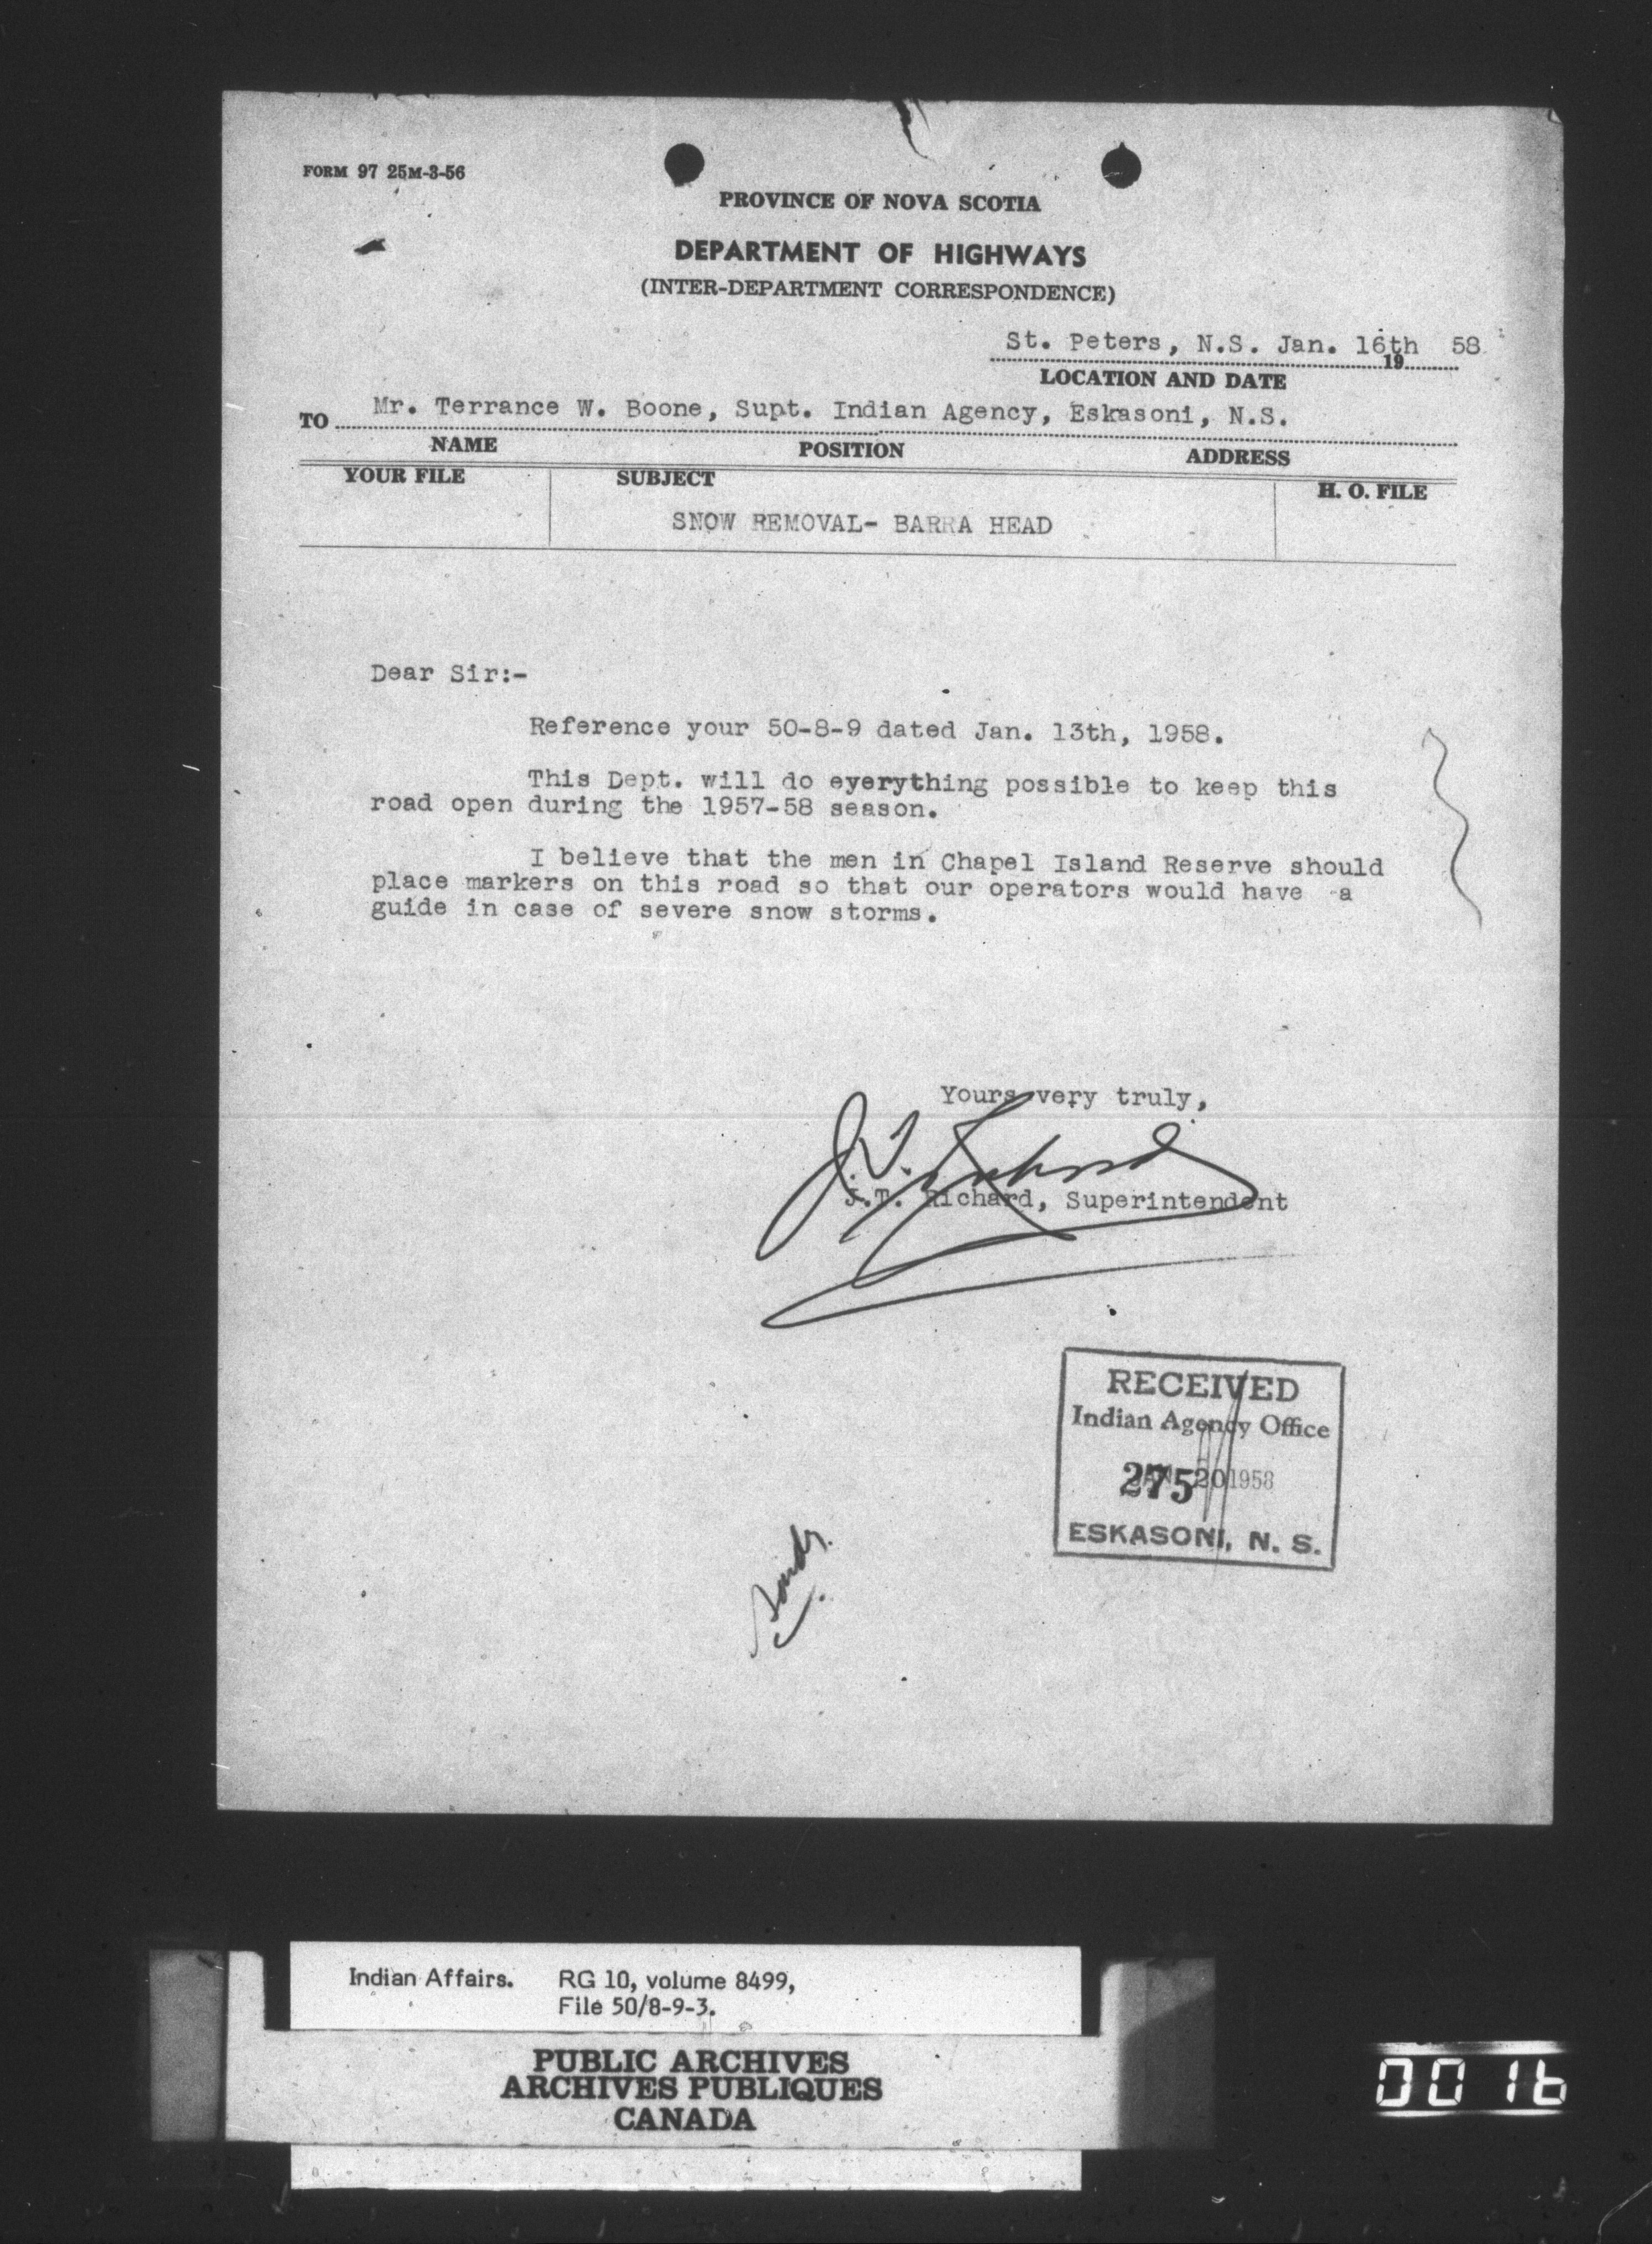 FORM 97 25M-3-56
PROVINCE OF NOVA SCOTIA
DEPARTMENT OF HIGHWAYS
(INTER-DEPARTMENT CORRESPONDENCE)
St. Peters, N.S. Jan. 16th 19 58
LOCATION AND DATE
TO Mr. Terrance W. Boone, Supt. Indian Agency, Eskasoni, N.S.
NAME POSITION ADDRESS
YOUR FILE SUBJECT H. O. FILE
SNOW REMOVAL- BARRA HEAD
Dear Sir:-
Reference your 50-8-9 dated Jan. 13th, 1958.
This Dept. will do eyerything possible to keep this
road open during the 1957-58 season.
I believe that the men in Chapel Island Reserve should
place markers on this road so that our operators would have a
guide in case of severe snow storms.
Yours very truly,
J.T. Richard
J.T. Richard, Superintendent
RECEIVED
Indian Agency Office
275 JAN 20 1958
ESKASONI, N. S.
Indian Affairs. RG 10, volume 8499,
File 50/8-9-3.
PUBLIC ARCHIVES
ARCHIVES PUBLIQUES
CANADA
0016